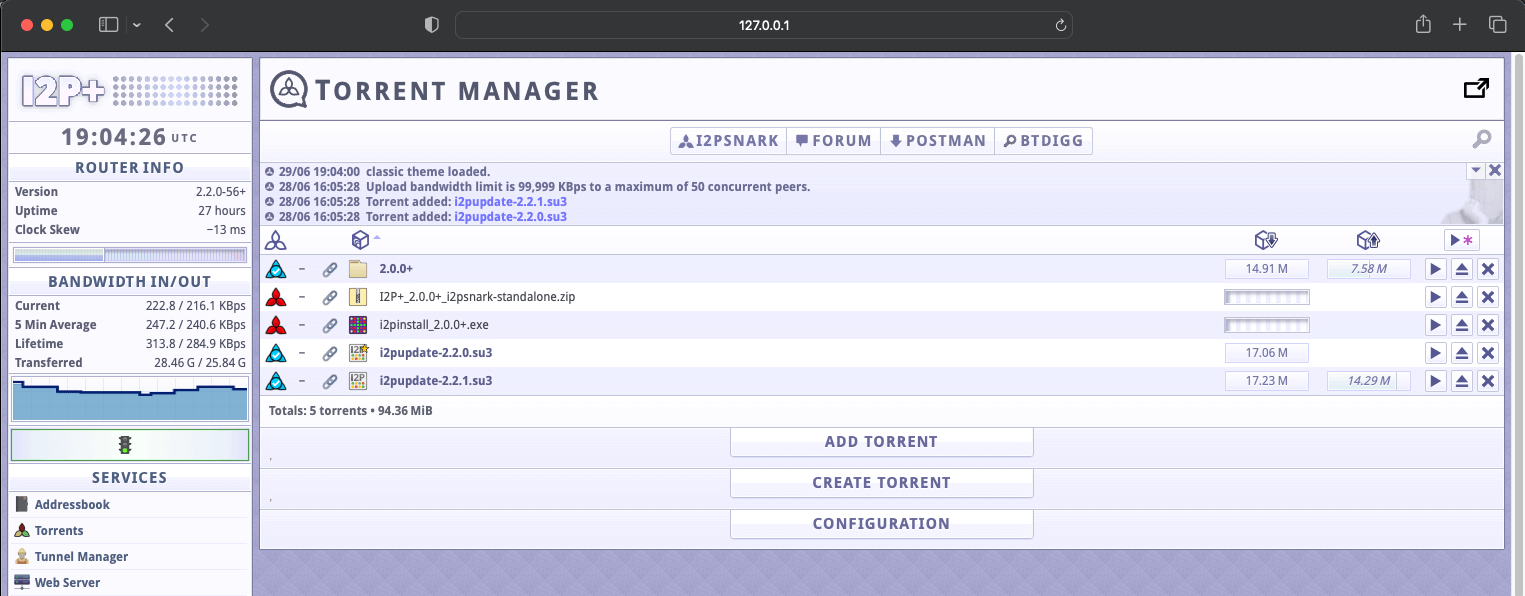 127.0.0.1
I2P+
19:04:26 UTC
ROUTER INFO
Version 2.2.0-56+
Uptime 27 hours
Clock Skew −13 ms
BANDWIDTH IN/OUT
Current 222.8 / 216.1 KBps
5 Min Average 247.2 / 240.6 KBps
Lifetime 313.8 / 284.9 KBps
Transferred 28.46 G / 25.84 G
SERVICES
Addressbook
Torrents
Tunnel Manager
Web Server
TORRENT MANAGER
I2PSNARK FORUM POSTMAN BTDIGG
29/06 19:04:00 classic theme loaded.
28/06 16:05:28 Upload bandwidth limit is 99,999 KBps to a maximum of 50 concurrent peers.
28/06 16:05:28 Torrent added: i2pupdate-2.2.1.su3
28/06 16:05:28 Torrent added: i2pupdate-2.2.0.su3
– 2.0.0+ 14.91 M 7.58 M
– I2P+_2.0.0+_i2psnark-standalone.zip
– i2pinstall_2.0.0+.exe
– I2P i2pupdate-2.2.0.su3 17.06 M
– I2P i2pupdate-2.2.1.su3 17.23 M 14.29 M
Totals: 5 torrents • 94.36 MiB
ADD TORRENT
,
CREATE TORRENT
,
CONFIGURATION